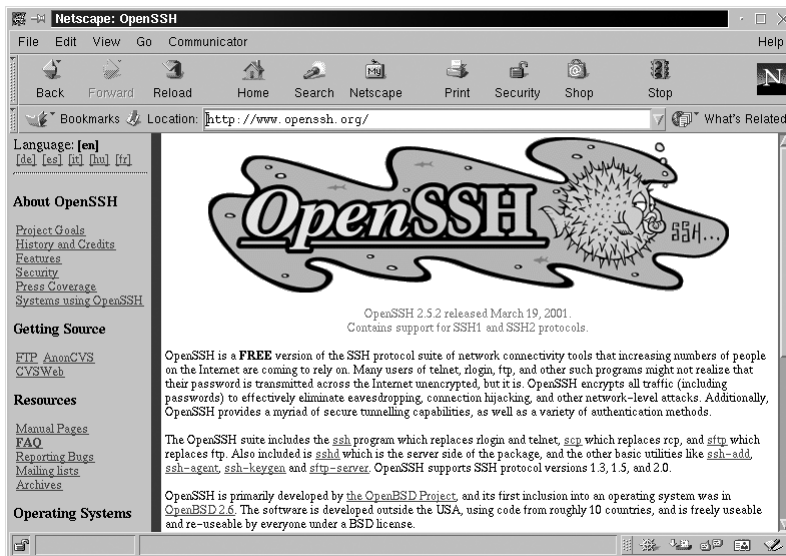 Netscape: OpenSSH
File Edit View Go Communicator Help
Back Forward Reload Home Search Netscape Print Security Shop Stop
My
N
Bookmarks Location: http://www.openssh.org/ What's Related
Language: [en]
[de] [es] [it] [hu] [fr]
About OpenSSH
Project Goals
History and Credits
Features
Security
Press Coverage
Systems using OpenSSH
Getting Source
FTP AnonCVS
CVSWeb
Resources
Manual Pages
FAQ
Reporting Bugs
Mailing lists
Archives
Operating Systems
OpenSSH
SSH...
OpenSSH 2.5.2 released March 19, 2001.
Contains support for SSH1 and SSH2 protocols.
OpenSSH is a FREE version of the SSH protocol suite of network connectivity tools that increasing numbers of people
on the Internet are coming to rely on. Many users of telnet, rlogin, ftp, and other such programs might not realize that
their password is transmitted across the Internet unencrypted, but it is. OpenSSH encrypts all traffic (including
passwords) to effectively eliminate eavesdropping, connection hijacking, and other network-level attacks. Additionally,
OpenSSH provides a myriad of secure tunnelling capabilities, as well as a variety of authentication methods.
The OpenSSH suite includes the ssh program which replaces rlogin and telnet, scp which replaces rcp, and sftp which
replaces ftp. Also included is sshd which is the server side of the package, and the other basic utilities like ssh-add,
ssh-agent, ssh-keygen and sftp-server. OpenSSH supports SSH protocol versions 1.3, 1.5, and 2.0.
OpenSSH is primarily developed by the OpenBSD Project, and its first inclusion into an operating system was in
OpenBSD 2.6. The software is developed outside the USA, using code from roughly 10 countries, and is freely useable
and re-useable by everyone under a BSD license.